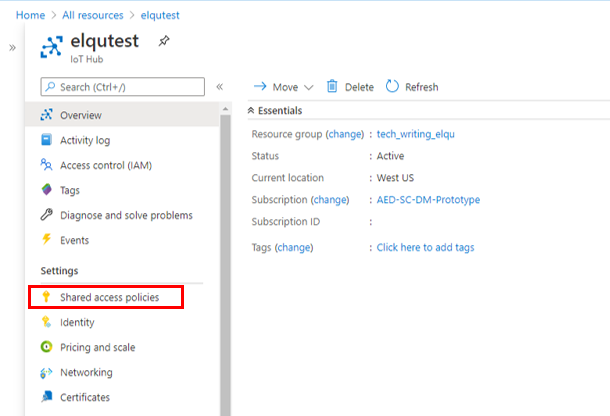 Home > All resources > elqutest
» elqutest
IoT Hub
Search (Ctrl+/) «
Overview
Activity log
Access control (IAM)
Tags
Diagnose and solve problems
Events
Settings
Shared access policies
Identity
Pricing and scale
Networking
Certificates
Move Delete Refresh
Essentials
Resource group (change) : tech_writing_elqu
Status : Active
Current location : West US
Subscription (change) : AED-SC-DM-Prototype
Subscription ID :
Tags (change) : Click here to add tags